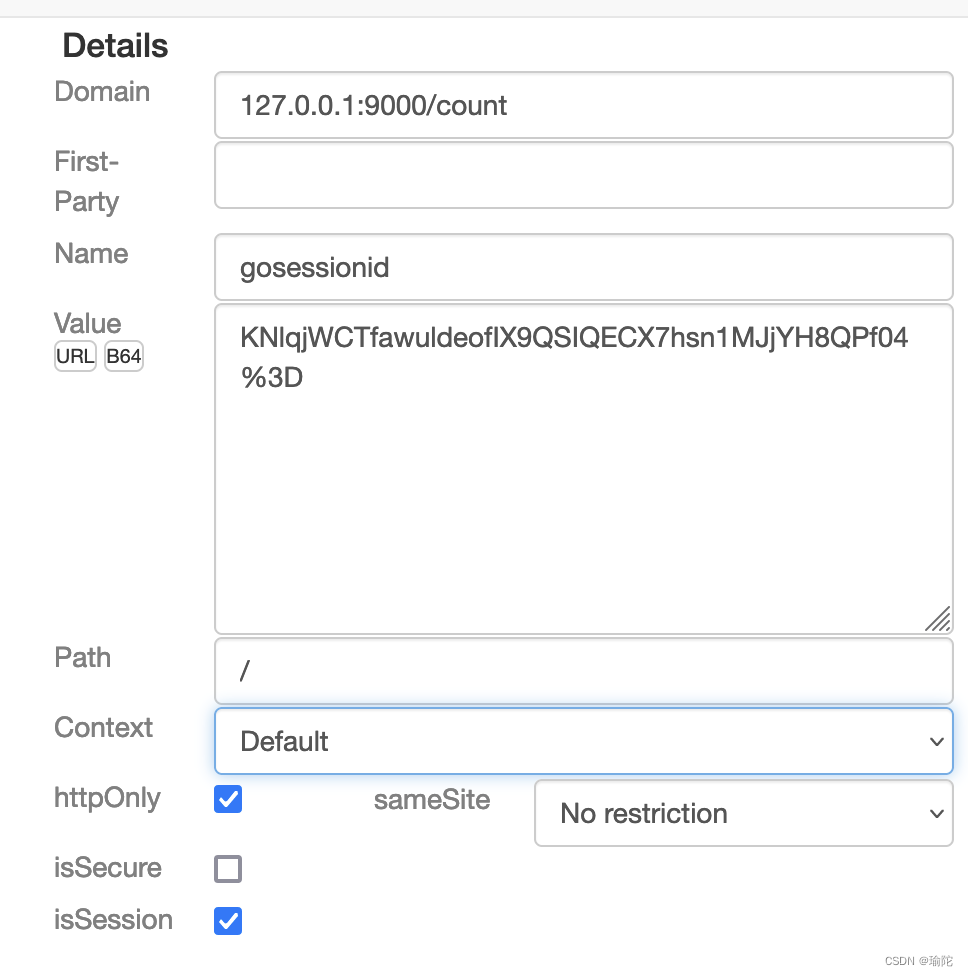 Details
Domain
127.0.0.1:9000/count
First-
Party
Name
gosessionid
Value
URL B64
KNlqjWCTfawuldeoflX9QSIQECX7hsn1MJjYH8QPf04
%3D
Path
/
Context
Default
httpOnly
sameSite
No restriction
isSecure
isSession
CSDN @瑜陀